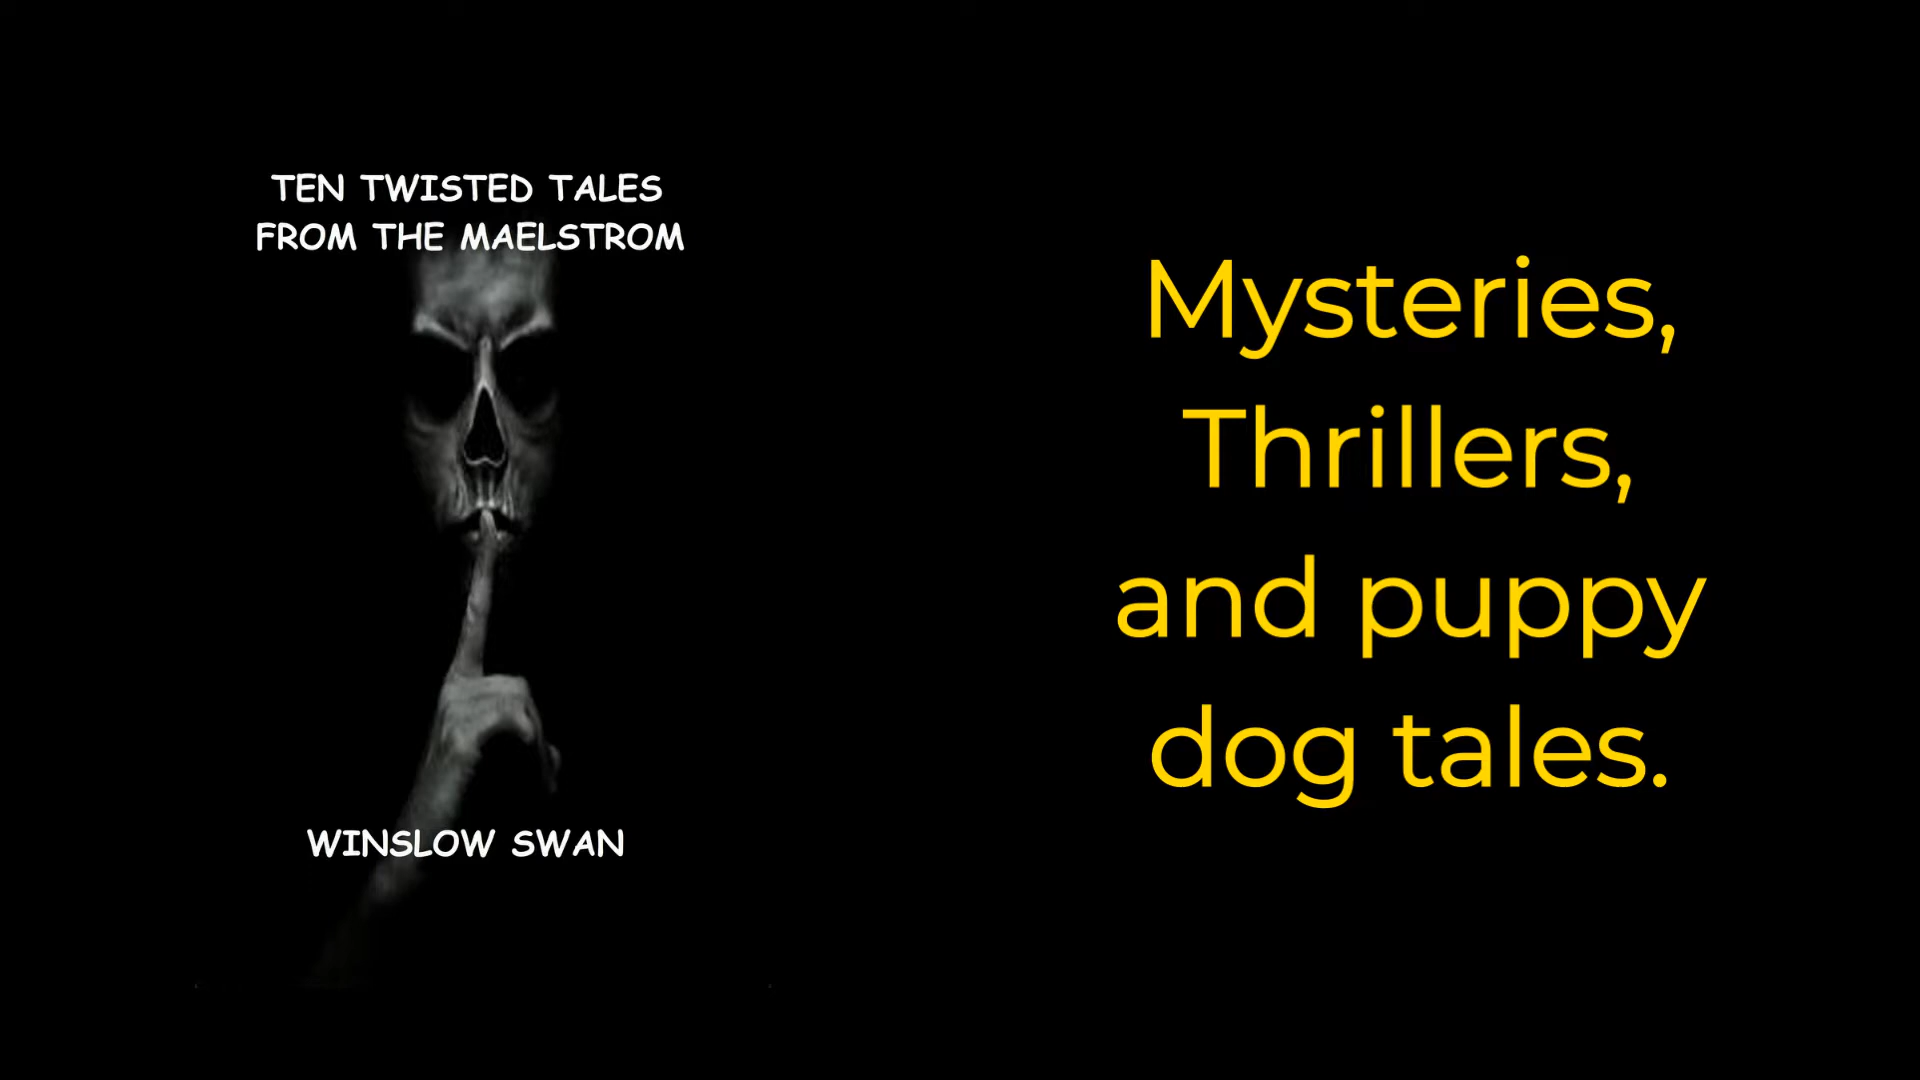 TEN TWISTED TALES
FROM THE MAELSTROM
WINSLOW SWAN
Mysteries,
Thrillers,
and puppy
dog tales.